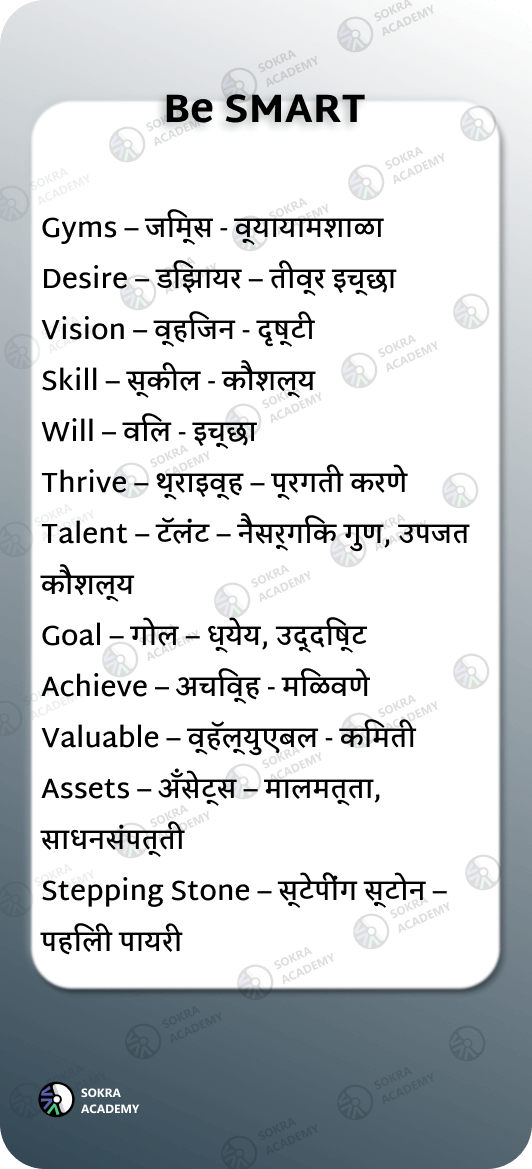 Be SMART
Gyms – जिम्स - व्यायामशाळा
Desire – डिझायर – तीव्र इच्छा
Vision – व्हिजन - दृष्टी
Skill – स्कील - कौशल्य
Will – विल - इच्छा
Thrive – थ्राइव्ह – प्रगती करणे
Talent – टॅलंट – नैसर्गिक गुण, उपजत
कौशल्य
Goal – गोल – ध्येय, उद्दिष्ट
Achieve – अचिव्ह - मिळवणे
Valuable – व्हॅल्युएबल - किमती
Assets – अँसेट्स – मालमत्ता,
साधनसंपत्ती
Stepping Stone – स्टेपींग स्टोन –
पहिली पायरी
SOKRA
ACADEMY